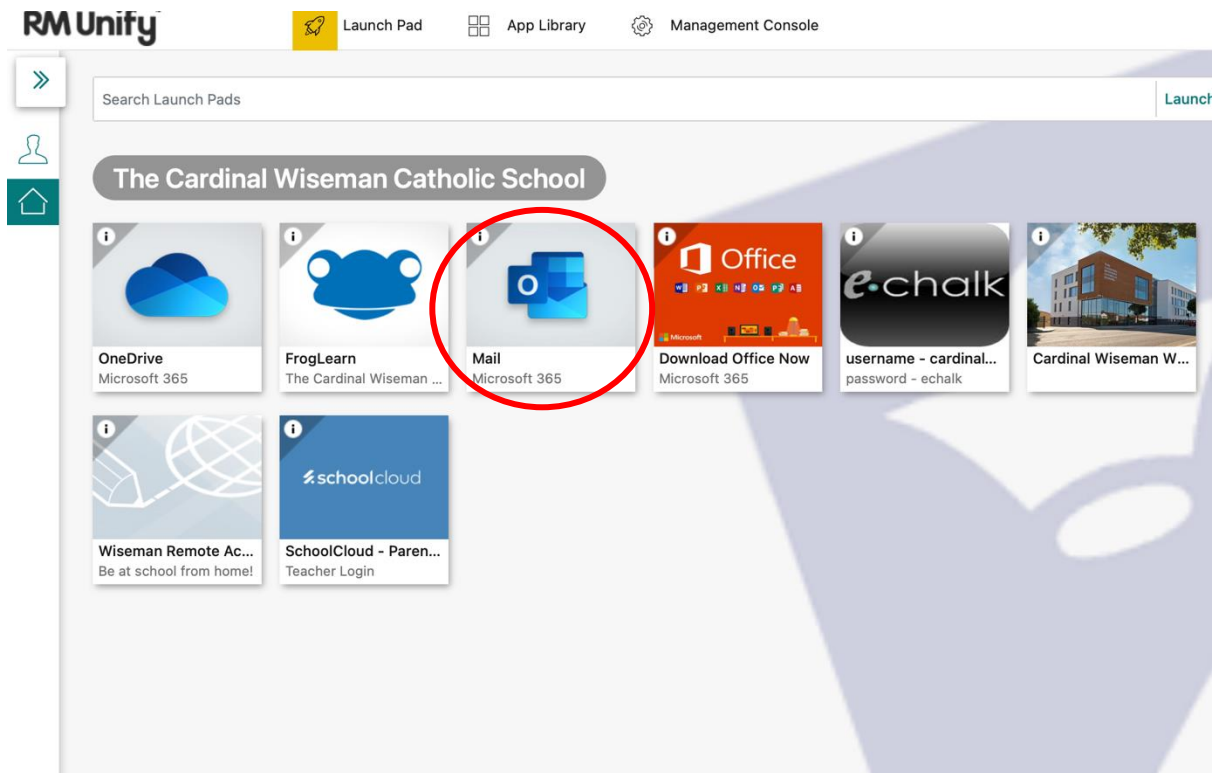 RM Unify
Launch Pad
App Library
Management Console
Search Launch Pads
Launch
The Cardinal Wiseman Catholic School
OneDrive
Microsoft 365
FrogLearn
The Cardinal Wiseman ...
O
Mail
Microsoft 365
Office
Microsoft
Download Office Now
Microsoft 365
e-chalk
username - cardinal...
password - echalk
Cardinal Wiseman W...
Wiseman Remote Ac...
Be at school from home!
schoolcloud
SchoolCloud - Paren...
Teacher Login